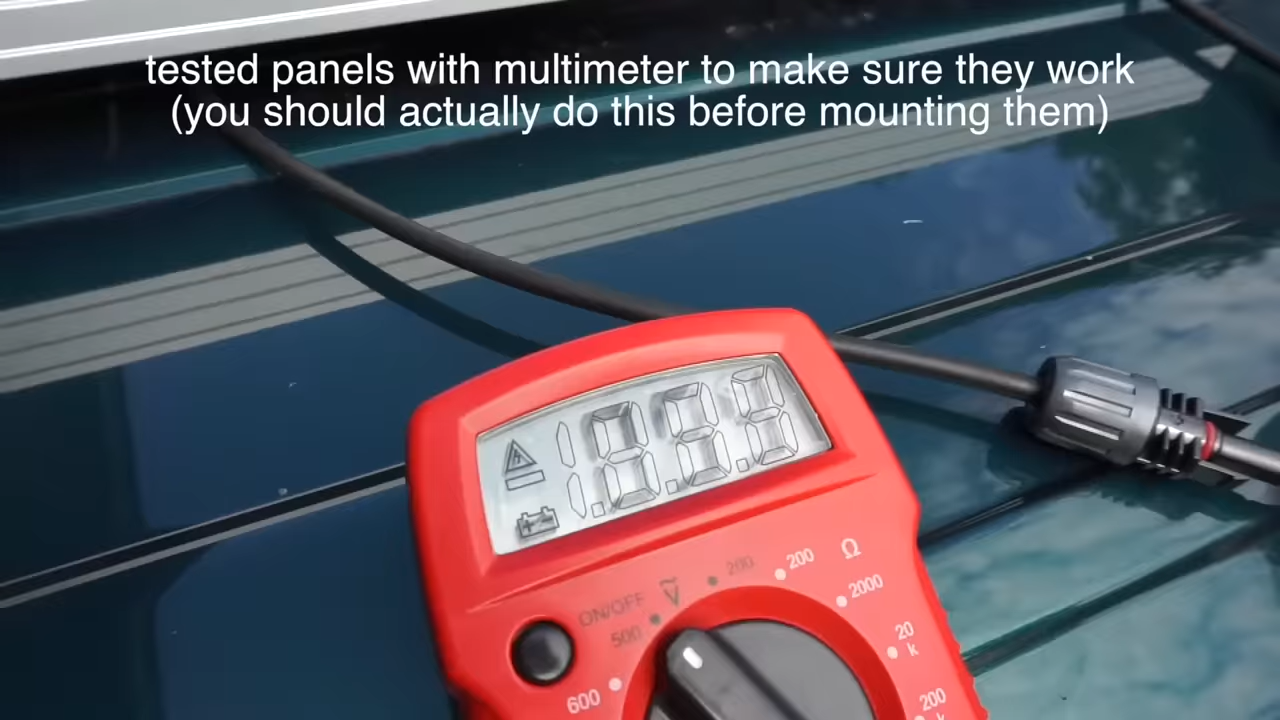 tested panels with multimeter to make sure they work
(you should actually do this before mounting them)
ON/OFF
V
200
200
Ω
2000
20
k
200
k
500
600